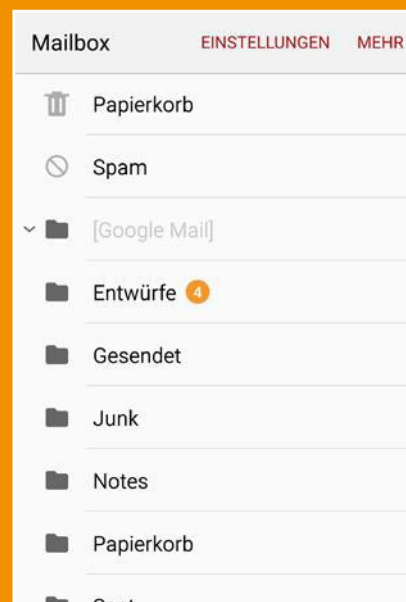 Mailbox EINSTELLUNGEN MEHR
Papierkorb
Spam
[Google Mail]
Entwürfe 4
Gesendet
Junk
Notes
Papierkorb